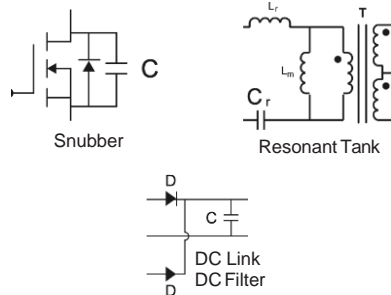 C
Snubber
Lr
Lm
T
Cr
Resonant Tank
D
C
D
DC Link
DC Filter